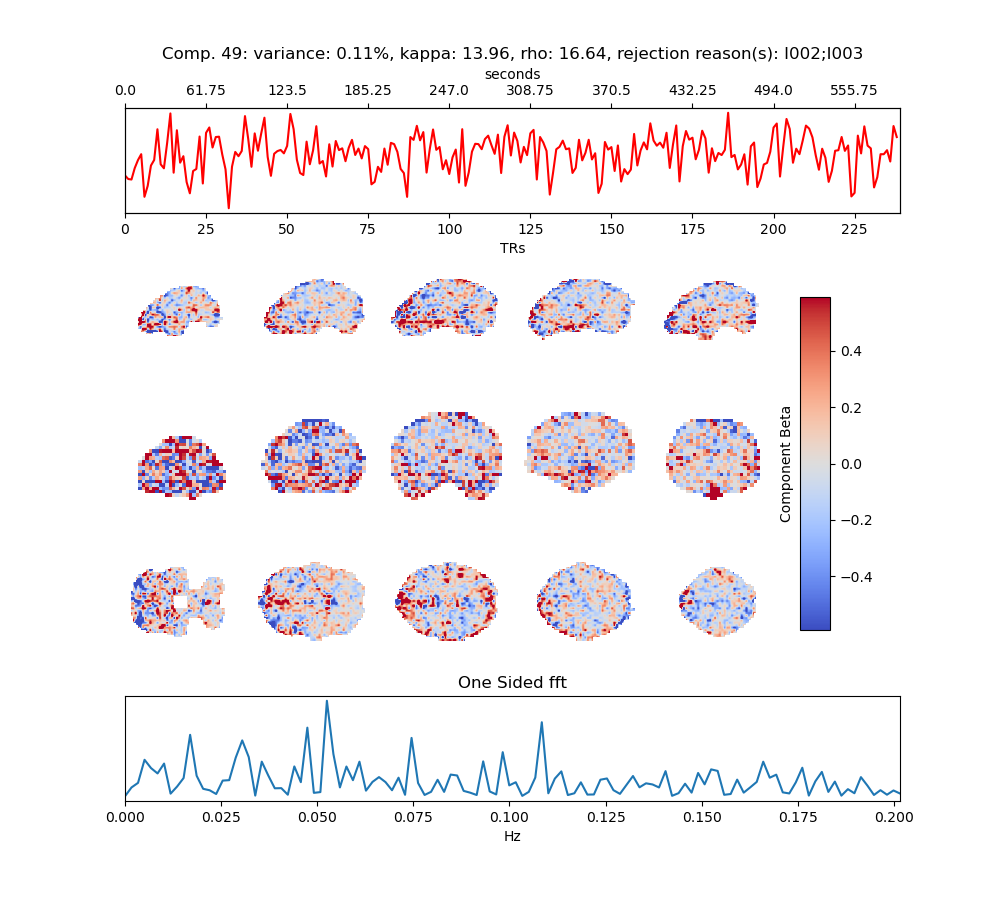 Comp. 49: variance: 0.11%, kappa: 13.96, rho: 16.64, rejection reason(s): I002;I003
seconds
0.0 61.75 123.5 185.25 247.0 308.75 370.5 432.25 494.0 555.75
0 25 50 75 100 125 150 175 200 225
TRs
Component Beta
0.4
0.2
0.0
−0.2
−0.4
One Sided fft
0.000 0.025 0.050 0.075 0.100 0.125 0.150 0.175 0.200
Hz